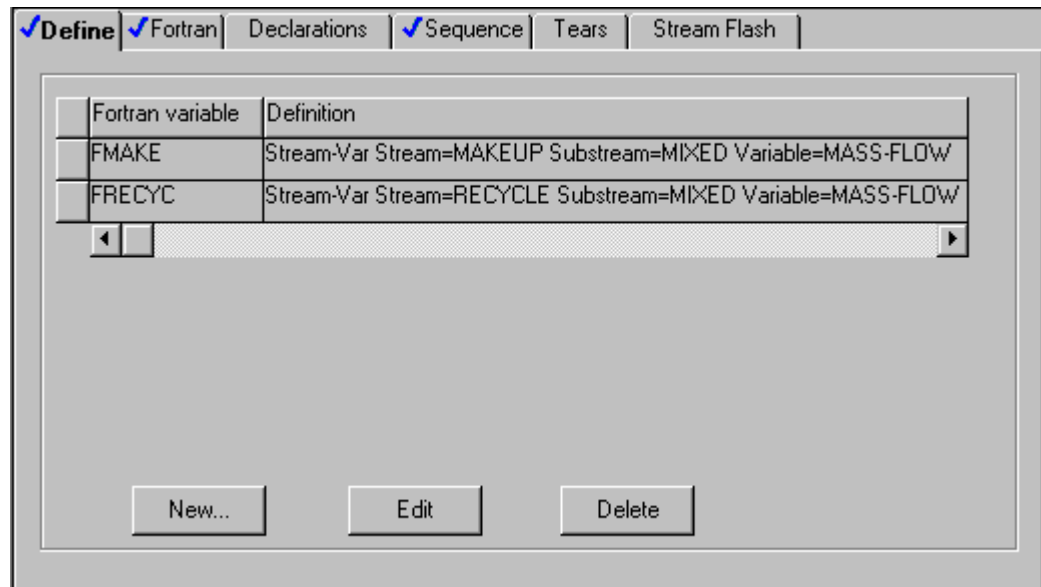 Define Fortran Declarations Sequence Tears Stream Flash
Fortran variable Definition
FMAKE Stream-Var Stream=MAKEUP Substream=MIXED Variable=MASS-FLOW
FRECYC Stream-Var Stream=RECYCLE Substream=MIXED Variable=MASS-FLOW
New... Edit Delete